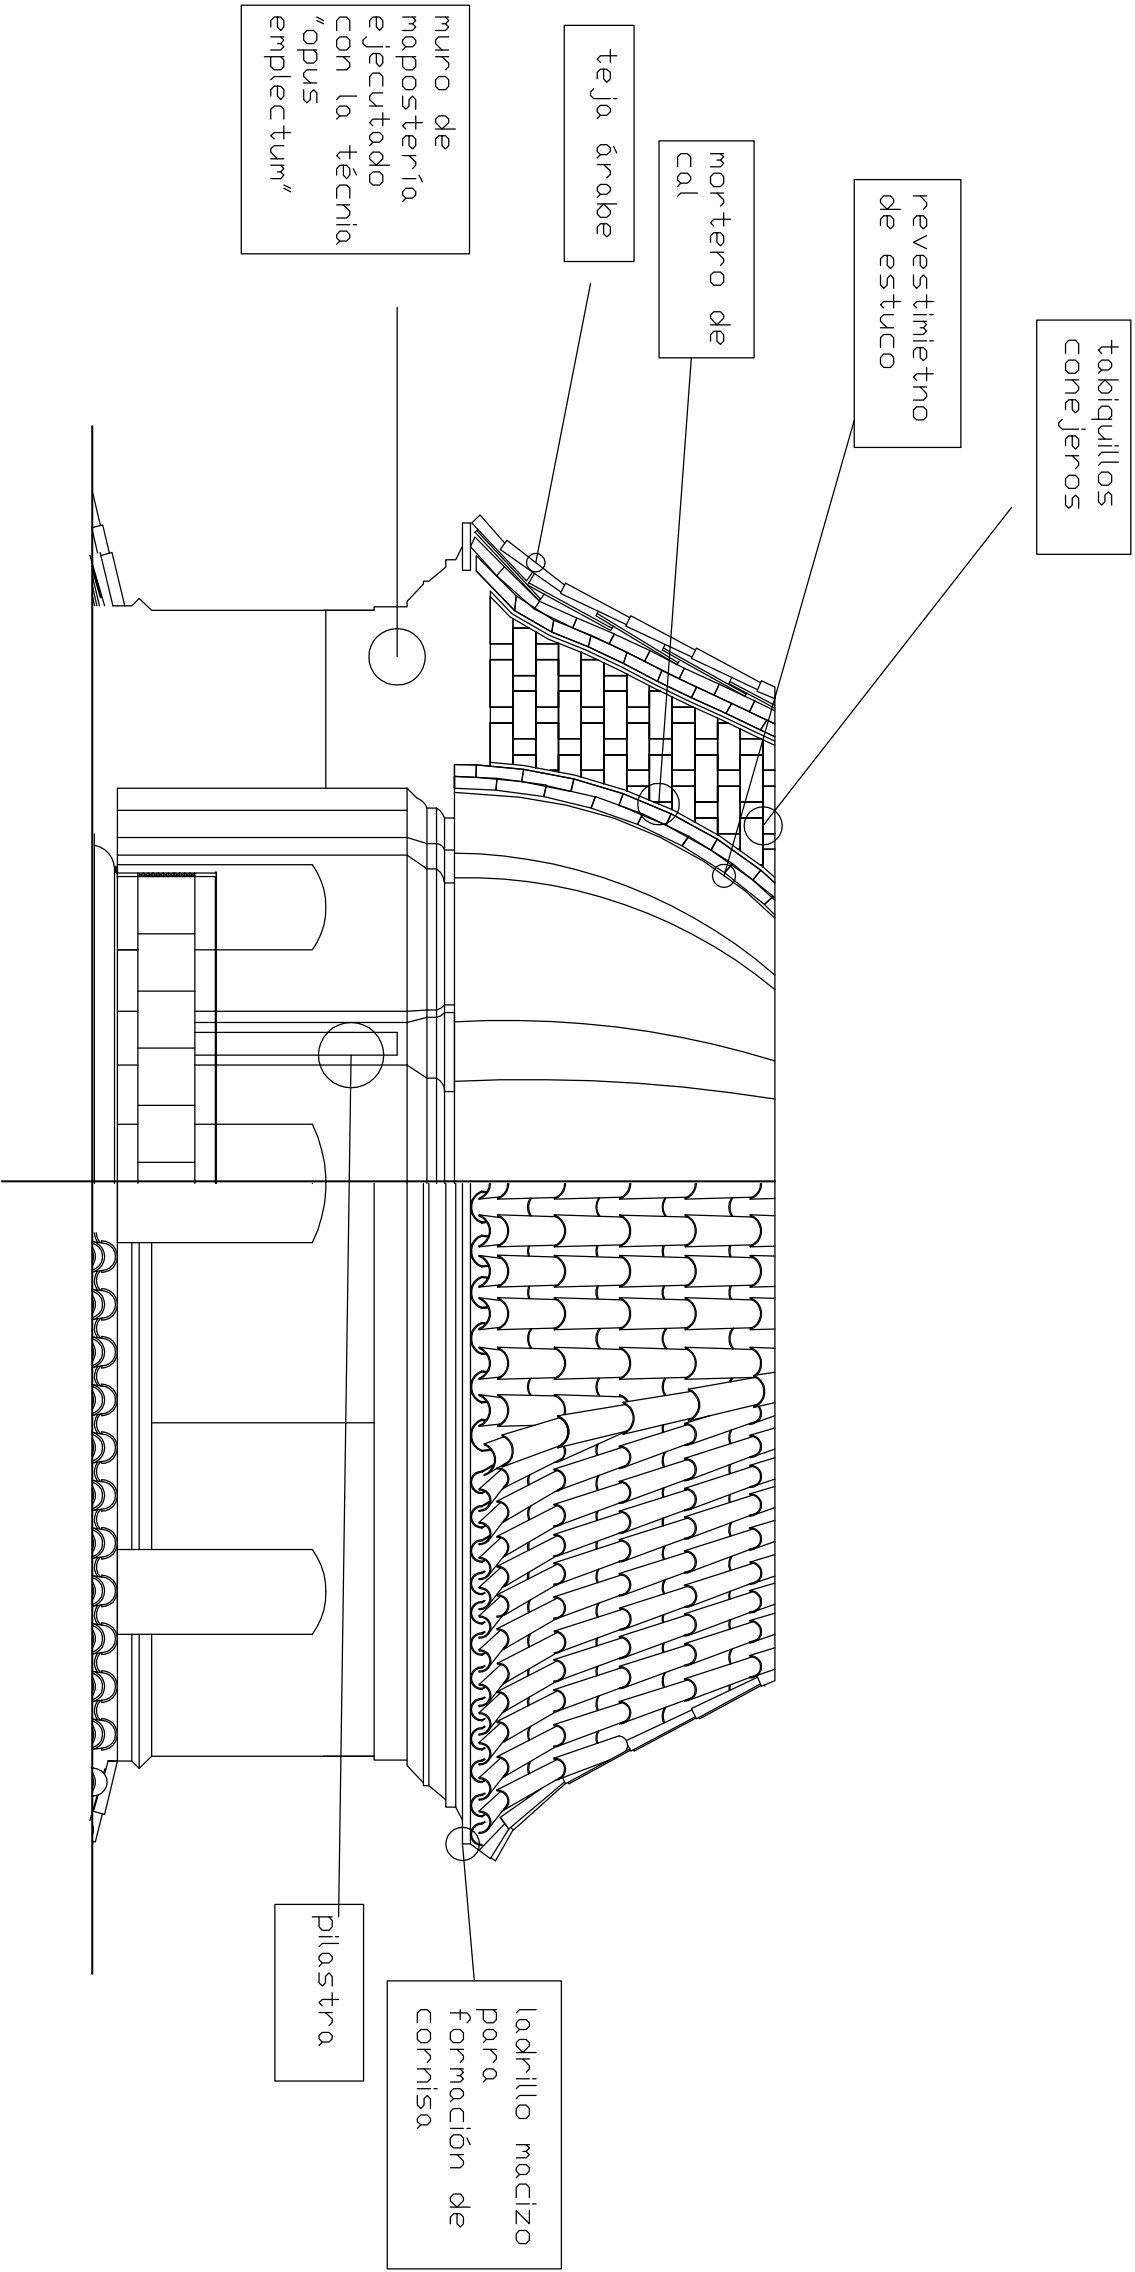 muro de
mapostería
ejecutado
con la técnia
"opus
emplectum"
teja árabe
mortero de
cal
revestimietno
de estuco
tabiquillos
conejeros
pilastra
ladrillo macizo
para
formación de
cornisa